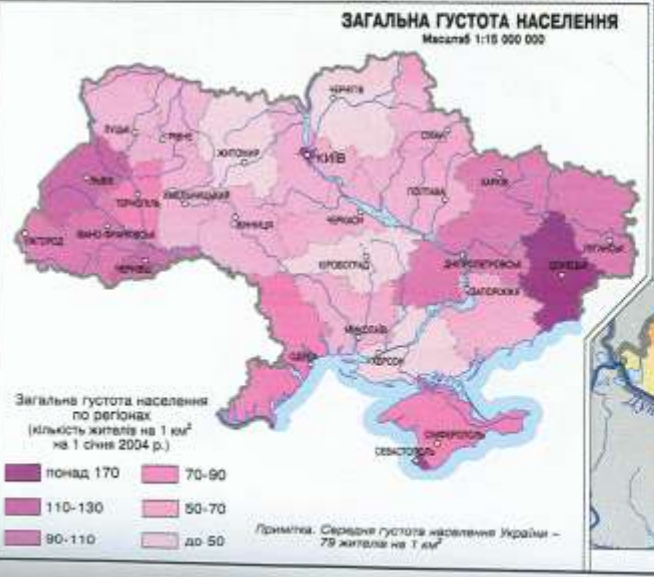 ЗАГАЛЬНА ГУСТОТА НАСЕЛЕННЯ
Масштаб 1:15 000 000
ЧЕРНІГІВ
ЛУЦЬК
РІВНЕ
СУМИ
ЖИТОМИР
КИЇВ
ЛЬВІВ
ХАРКІВ
ТЕРНОПІЛЬ
ХМЕЛЬНИЦЬКИЙ
ПОЛТАВА
ВІННИЦЯ
ЧЕРКАСИ
УЖГОРОД
ІВАНО-ФРАНКІВСЬК
ЛУГАНСЬК
ЧЕРНІВЦІ
КІРОВОГРАД
ДНІПРОПЕТРОВСЬК
ДОНЕЦЬК
ЗАПОРІЖЖЯ
МИКОЛАЇВ
ОДЕСА
ХЕРСОН
СІМФЕРОПОЛЬ
СЕВАСТОПОЛЬ
Загальна густота населення
по регіонах
(кількість жителів на 1 км²
на 1 січня 2004 р.)
понад 170
70-90
110-130
50-70
90-110
до 50
Примітка. Середня густота населення України –
79 жителів на 1 км²